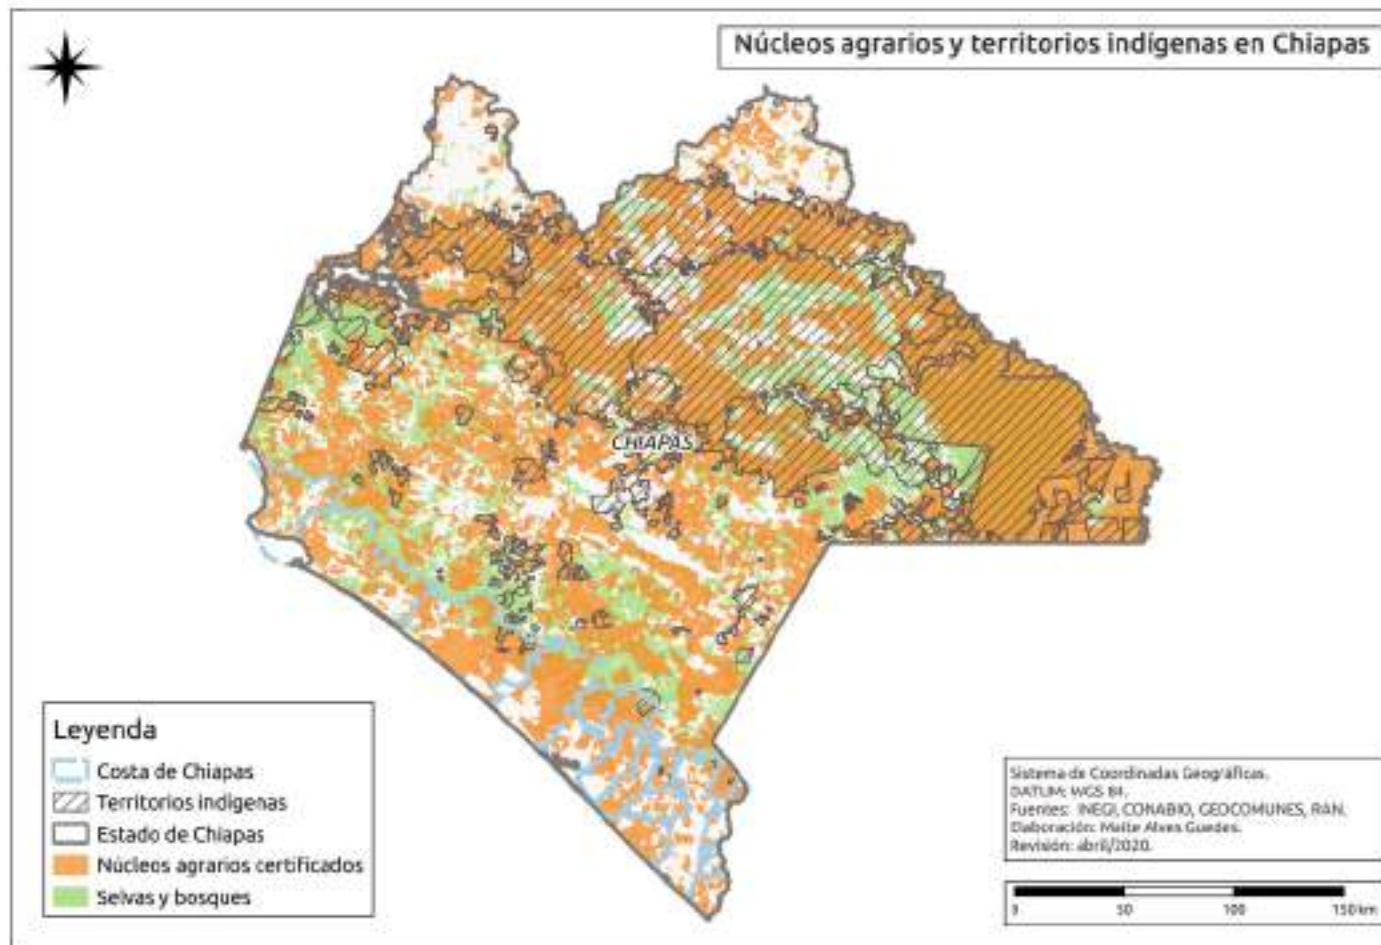 Núcleos agrarios y territorios indígenas en Chiapas
CHIAPAS
Leyenda
Costa de Chiapas
Territorios indígenas
Estado de Chiapas
Núcleos agrarios certificados
Selvas y bosques
Sistema de Coordinadas Geográficas.
DATUM: WGS 84.
Fuentes: INEGI, CONABIO, GEOCOMUNES, RAN.
Elaboración: Maite Alves Guedes.
Revisión: abril/2020.
0 50 100 150 km